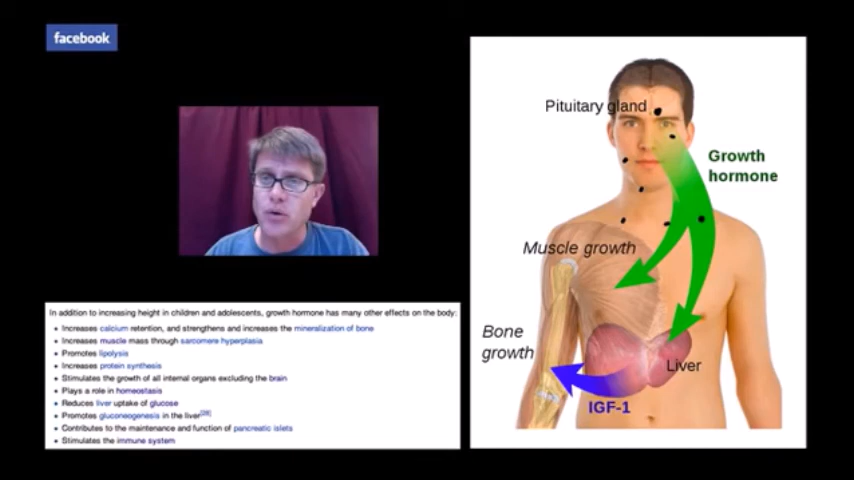 facebook
Pituitary gland
Growth
hormone
Muscle growth
Bone
growth
Liver
IGF-1
In addition to increasing height in children and adolescents, growth hormone has many other effects on the body:
• Increases calcium retention, and strengthens and increases the mineralization of bone
• Increases muscle mass through sarcomere hyperplasia
• Promotes lipolysis
• Increases protein synthesis
• Stimulates the growth of all internal organs excluding the brain
• Plays a role in homeostasis
• Reduces liver uptake of glucose
• Promotes gluconeogenesis in the liver[28]
• Contributes to the maintenance and function of pancreatic islets
• Stimulates the immune system